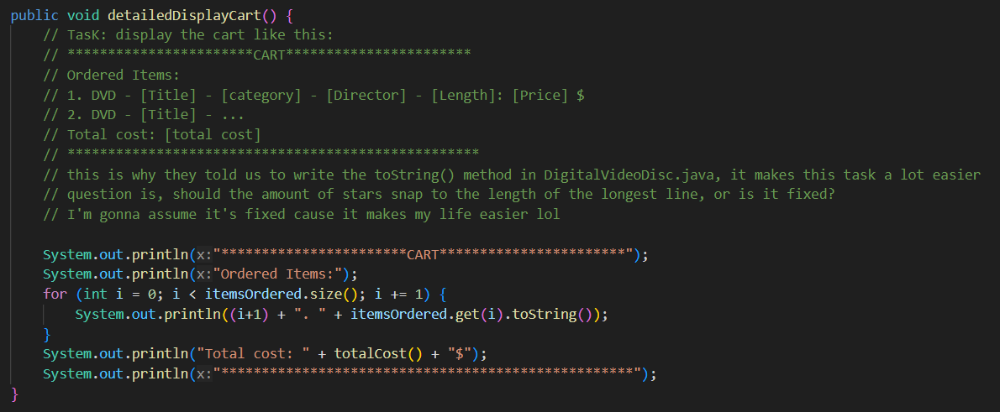 public void detailedDisplayCart() {
    // TasK: display the cart like this:
    // ***********************CART***********************
    // Ordered Items:
    // 1. DVD - [Title] - [category] - [Director] - [Length]: [Price] $
    // 2. DVD - [Title] - ...
    // Total cost: [total cost]
    // ***************************************************
    // this is why they told us to write the toString() method in DigitalVideoDisc.java, it makes this task a lot easier
    // question is, should the amount of stars snap to the length of the longest line, or is it fixed?
    // I'm gonna assume it's fixed cause it makes my life easier lol

    System.out.println(x:"***********************CART***********************");
    System.out.println(x:"Ordered Items:");
    for (int i = 0; i < itemsOrdered.size(); i += 1) {
        System.out.println((i+1) + ". " + itemsOrdered.get(i).toString());
    }
    System.out.println("Total cost: " + totalCost() + "$");
    System.out.println(x:"***************************************************");
}